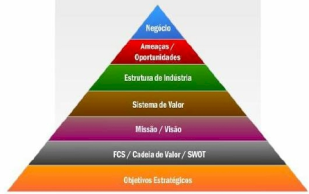 Negócio
Ameaças /
Oportunidades
Estrutura de Indústria
Sistema de Valor
Missão / Visão
FCS / Cadeia de Valor / SWOT
Objetivos Estratégicos